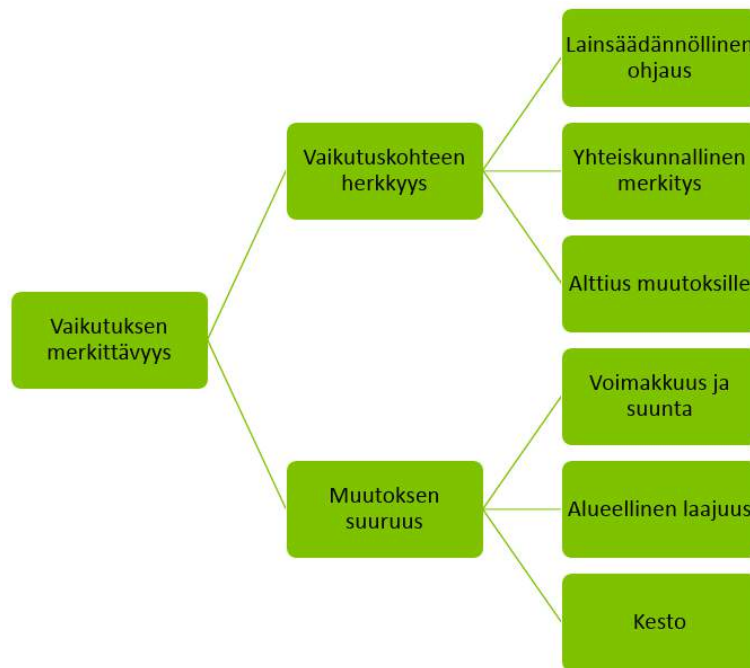 Lainsäädännöllinen
ohjaus
Vaikutuskohteen
herkkyys
Yhteiskunnallinen
merkitys
Alttius muutoksille
Vaikutuksen
merkittävyys
Voimakkuus ja
suunta
Muutoksen
suuruus
Alueellinen laajuus
Kesto